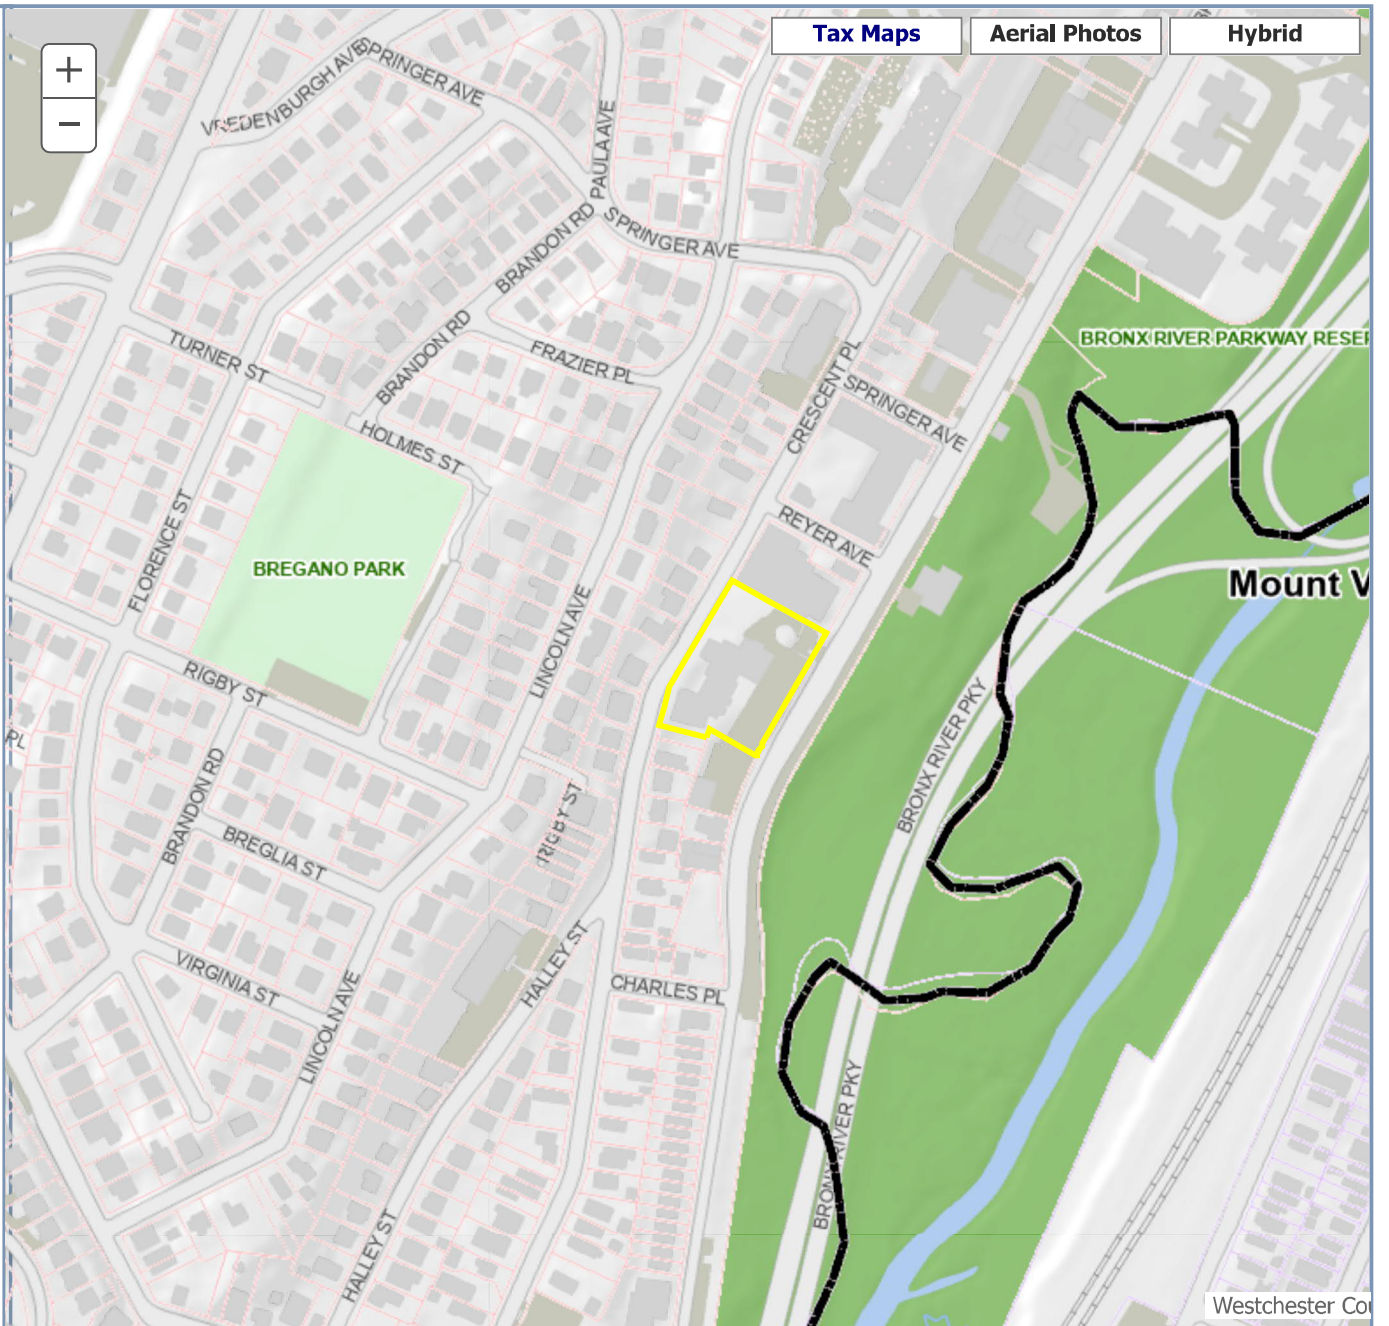 Tax Maps
Aerial Photos
Hybrid
+
−
VREDENBURGH AVE
SPRINGER AVE
PAULA AVE
BRANDON RD
SPRINGER AVE
BRONX RIVER PARKWAY RESER
TURNER ST
BRANDON RD
FRAZIER PL
CRESCENT PL
SPRINGER AVE
HOLMES ST
REYER AVE
FLORENCE ST
BREGANO PARK
LINCOLN AVE
Mount V
RIGBY ST
PL
BRONX RIVER PKY
BRANDON RD
RIGBY ST
BREGLIA ST
HALLEY ST
VIRGINIA ST
CHARLES PL
LINCOLN AVE
BRONX RIVER PKY
HALLEY ST
Westchester Cou